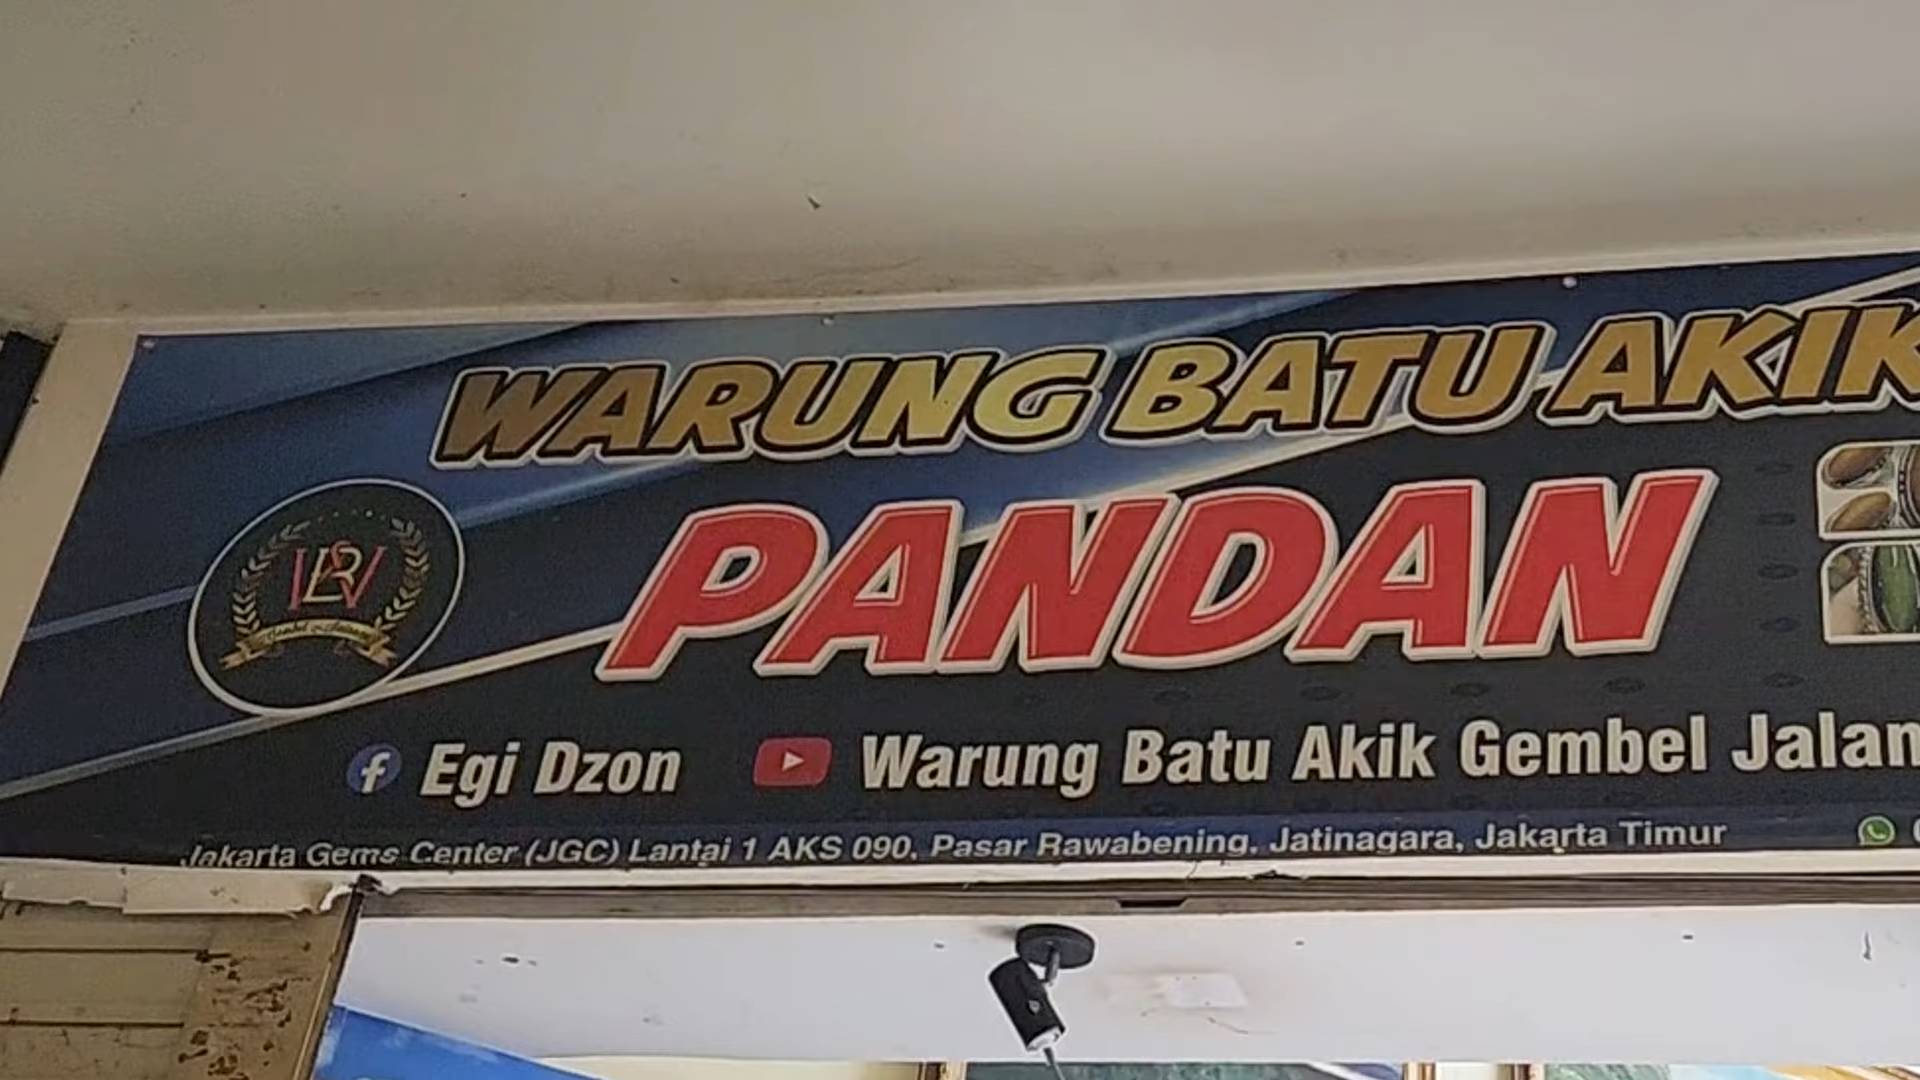 WARUNG BATU AKIK
PANDAN
Egi Dzon
Warung Batu Akik Gembel Jalan
Jakarta Gems Center (JGC) Lantai 1 AKS 090, Pasar Rawabening, Jatinagara, Jakarta Timur